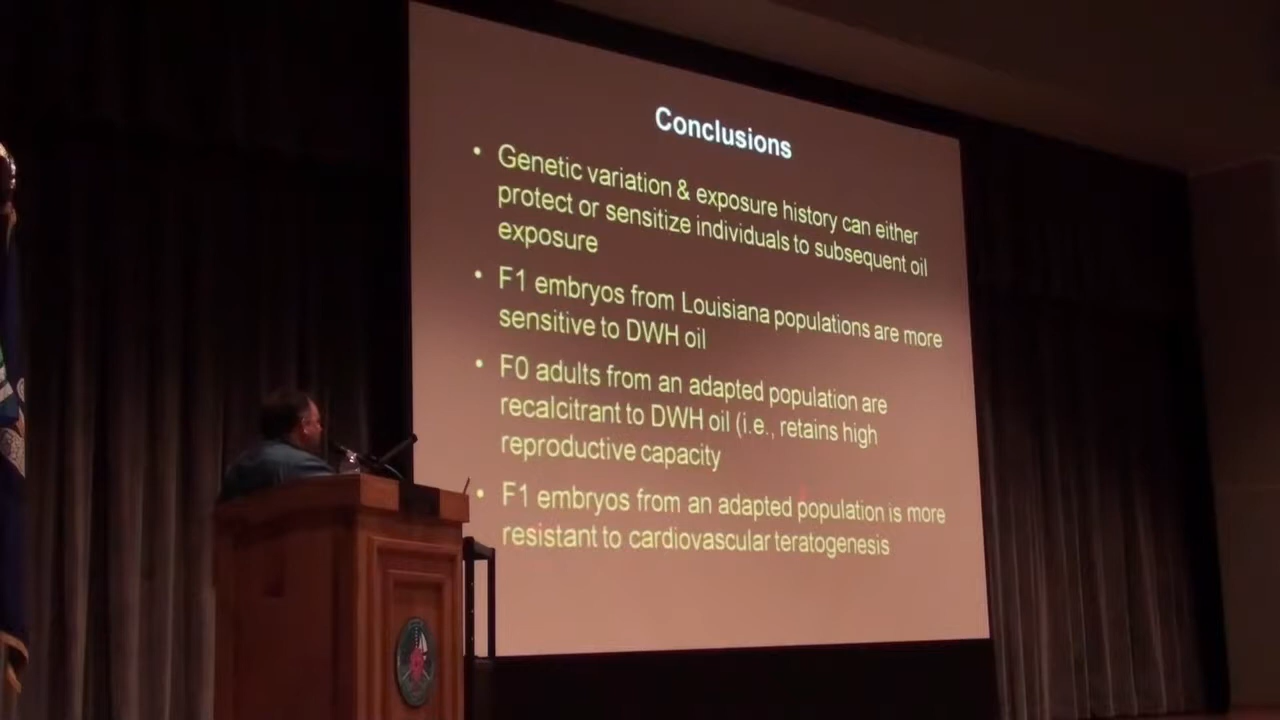 Conclusions
• Genetic variation & exposure history can either
protect or sensitize individuals to subsequent oil
exposure
• F1 embryos from Louisiana populations are more
sensitive to DWH oil
• F0 adults from an adapted population are
recalcitrant to DWH oil (i.e., retains high
reproductive capacity
• F1 embryos from an adapted population is more
resistant to cardiovascular teratogenesis